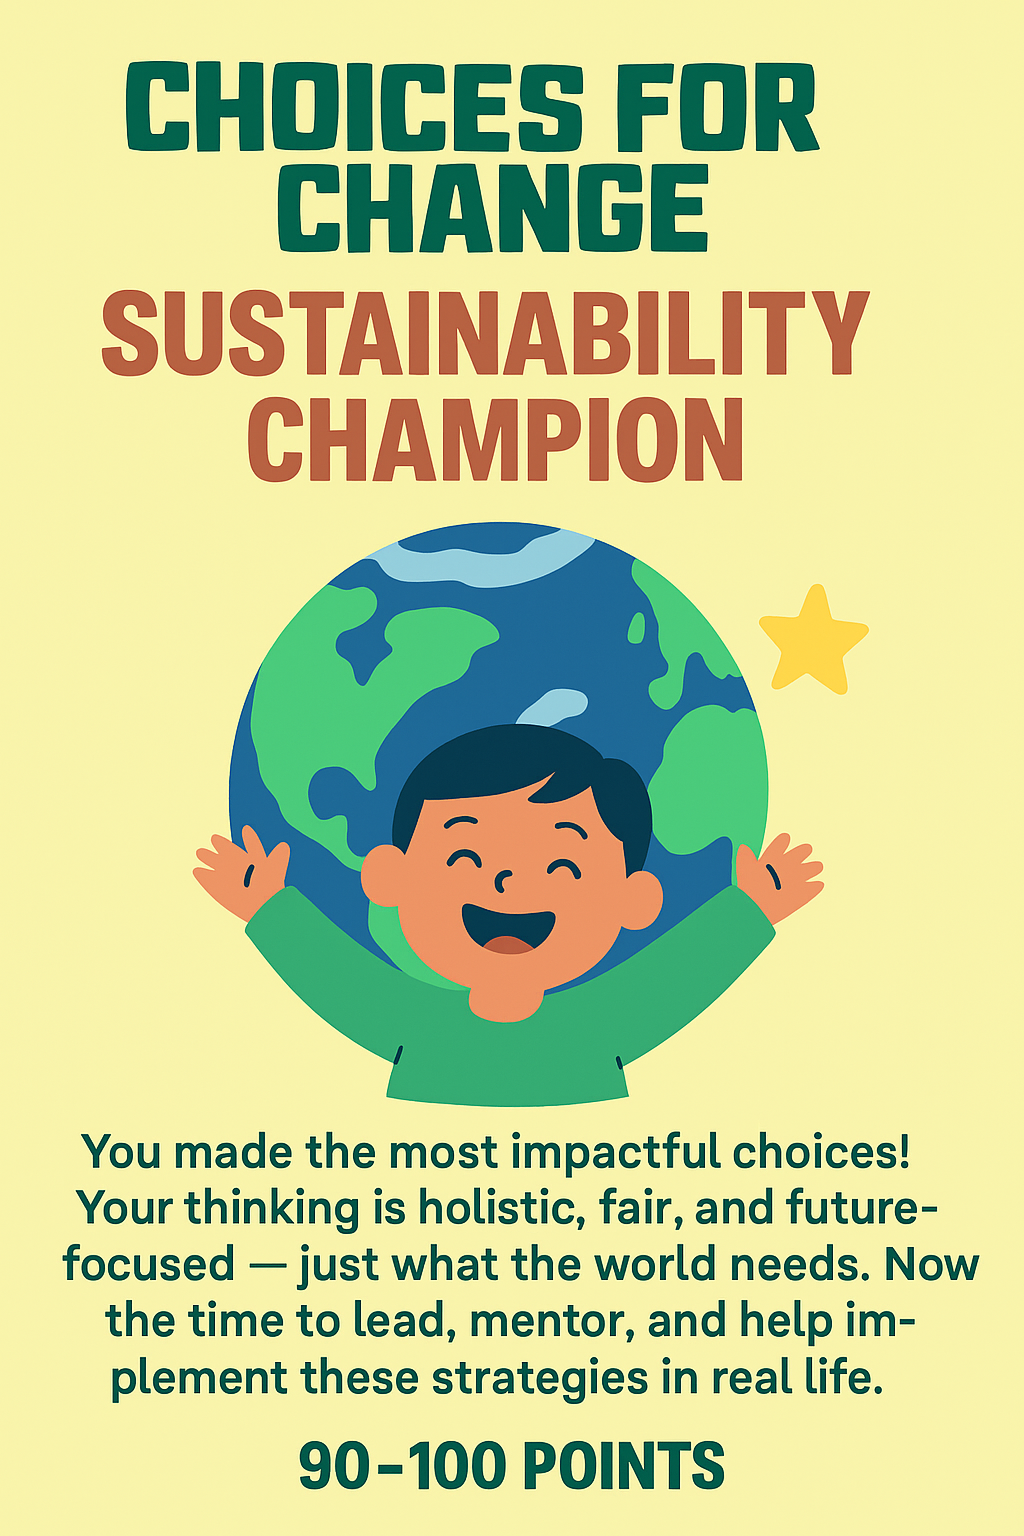 CHOICES FOR
CHANGE
SUSTAINABILITY
CHAMPION
You made the most impactful choices!
Your thinking is holistic, fair, and future-
focused — just what the world needs. Now
the time to lead, mentor, and help im-
plement these strategies in real life.
90-100 POINTS